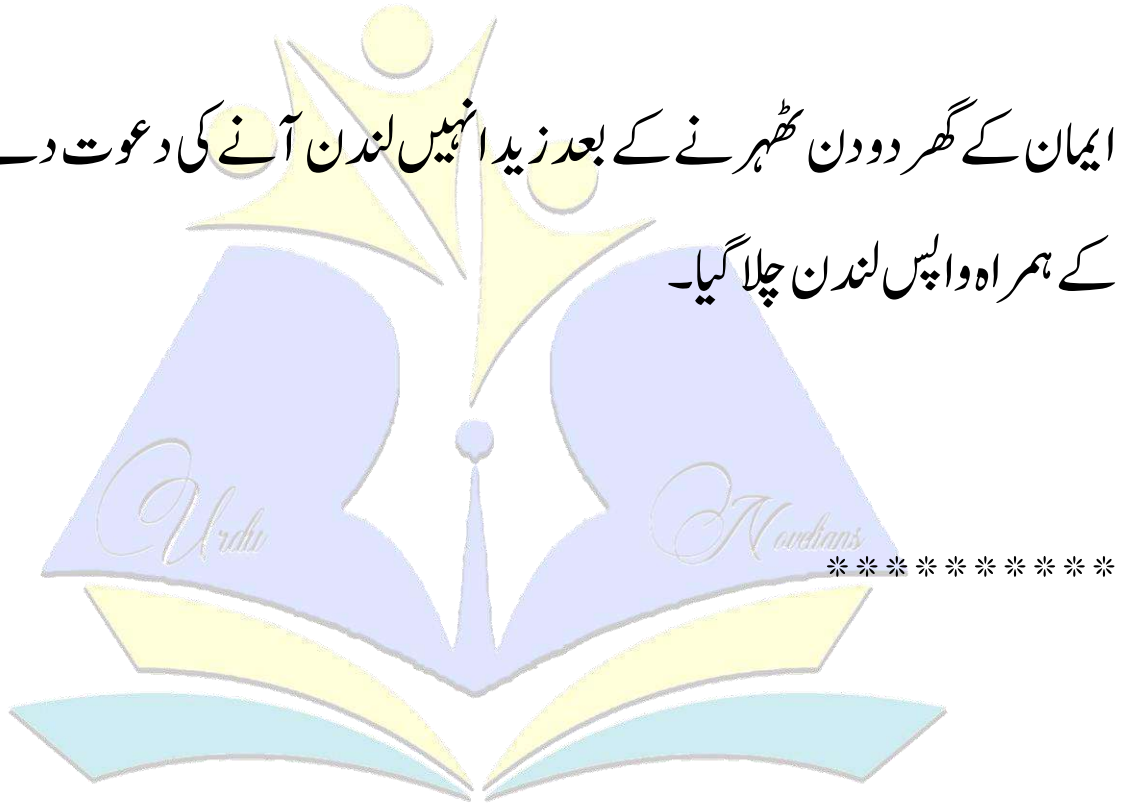 ایمان کے گھر دو دن ٹھہرنے کے بعد زید انہیں لندن آنے کی دعوت دے
کے ہمراہ واپس لندن چلا گیا۔
Urdu Novelians
**********